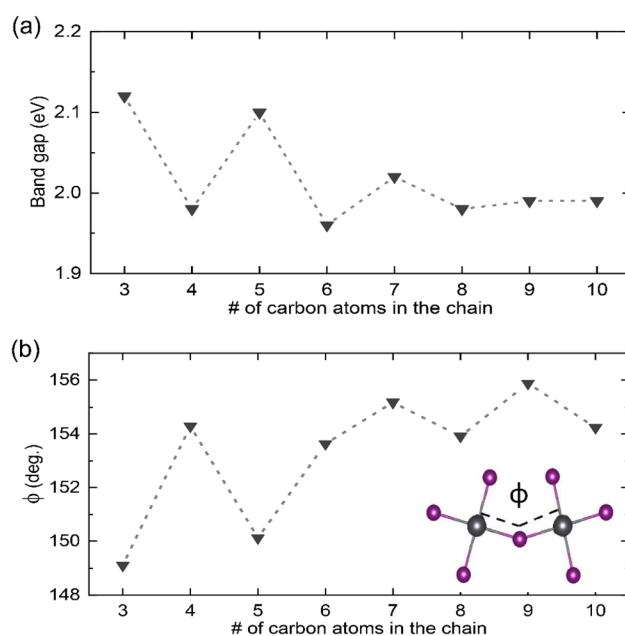 (a)
2.2
2.1
2.0
1.9
Band gap (eV)
3 4 5 6 7 8 9 10
# of carbon atoms in the chain
(b)
156
154
151
150
148
ϕ (deg.)
ϕ
3 4 5 6 7 8 9 10
# of carbon atoms in the chain